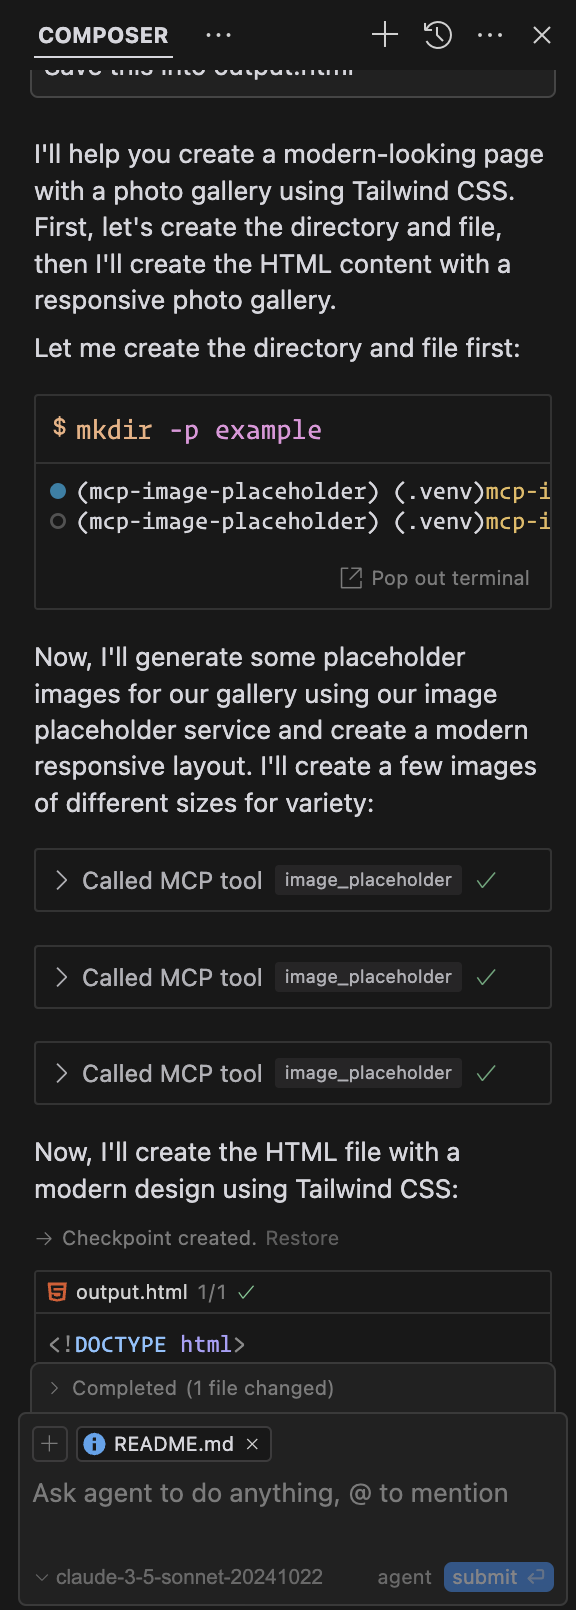 COMPOSER
Save this into output.html
I'll help you create a modern-looking page
with a photo gallery using Tailwind CSS.
First, let's create the directory and file,
then I'll create the HTML content with a
responsive photo gallery.
Let me create the directory and file first:
$ mkdir -p example
(mcp-image-placeholder) (.venv)mcp-i
(mcp-image-placeholder) (.venv)mcp-i
Pop out terminal
Now, I'll generate some placeholder
images for our gallery using our image
placeholder service and create a modern
responsive layout. I'll create a few images
of different sizes for variety:
Called MCP tool image_placeholder
Called MCP tool image_placeholder
Called MCP tool image_placeholder
Now, I'll create the HTML file with a
modern design using Tailwind CSS:
→ Checkpoint created. Restore
output.html 1/1
<!DOCTYPE html>
Completed (1 file changed)
README.md
Ask agent to do anything, @ to mention
claude-3-5-sonnet-20241022 agent submit